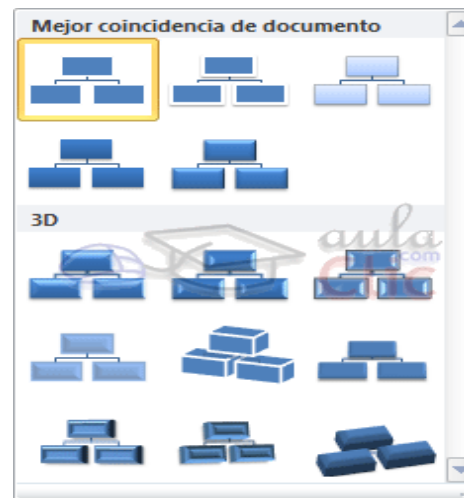 Mejor coincidencia de documento
3D
aula
.com
Clic